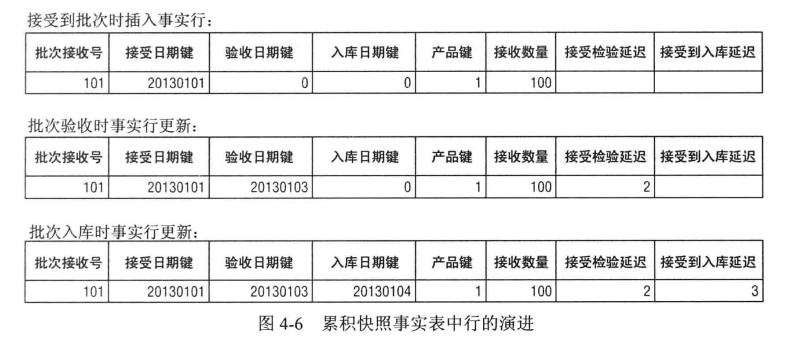 接受到批次时插入事实行：
批次接收号 接受日期键 验收日期键 入库日期键 产品键 接收数量 接受检验延迟 接受到入库延迟
101 20130101 0 0 1 100
批次验收时事实行更新：
批次接收号 接受日期键 验收日期键 入库日期键 产品键 接收数量 接受检验延迟 接受到入库延迟
101 20130101 20130103 0 1 100 2
批次入库时事实行更新：
批次接收号 接受日期键 验收日期键 入库日期键 产品键 接收数量 接受检验延迟 接受到入库延迟
101 20130101 20130103 20130104 1 100 2 3
图 4-6 累积快照事实表中行的演进